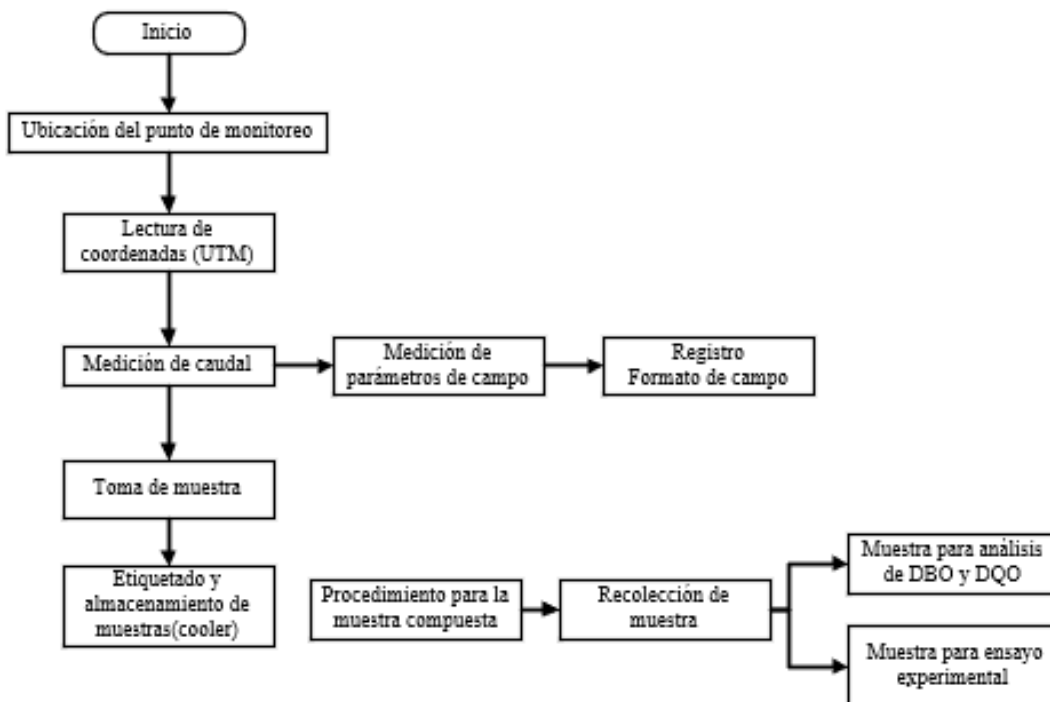 Inicio
Ubicación del punto de monitoreo
Lectura de
coordenadas (UTM)
Medición de caudal
Medición de
parámetros de campo
Registro
Formato de campo
Toma de muestra
Etiquetado y
almacenamiento de
muestras(cooler)
Procedimiento para la
muestra compuesta
Recolección de
muestra
Muestra para análisis
de DBO y DQO
Muestra para ensayo
experimental